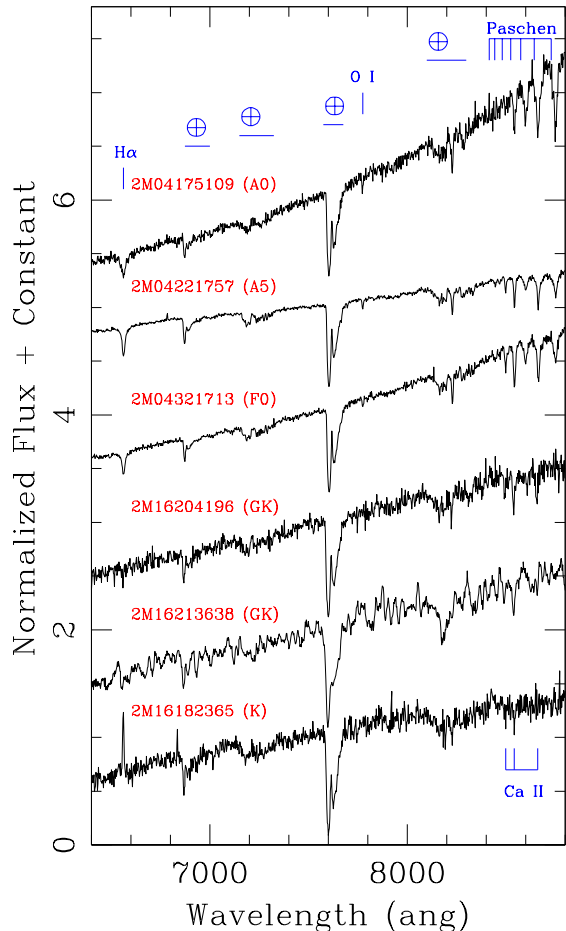 Paschen
O I
Hα
2M04175109 (A0)
2M04221757 (A5)
2M04321713 (F0)
2M16204196 (GK)
2M16213638 (GK)
2M16182365 (K)
Ca II
Normalized Flux + Constant
6
4
2
0
7000
8000
Wavelength (ang)